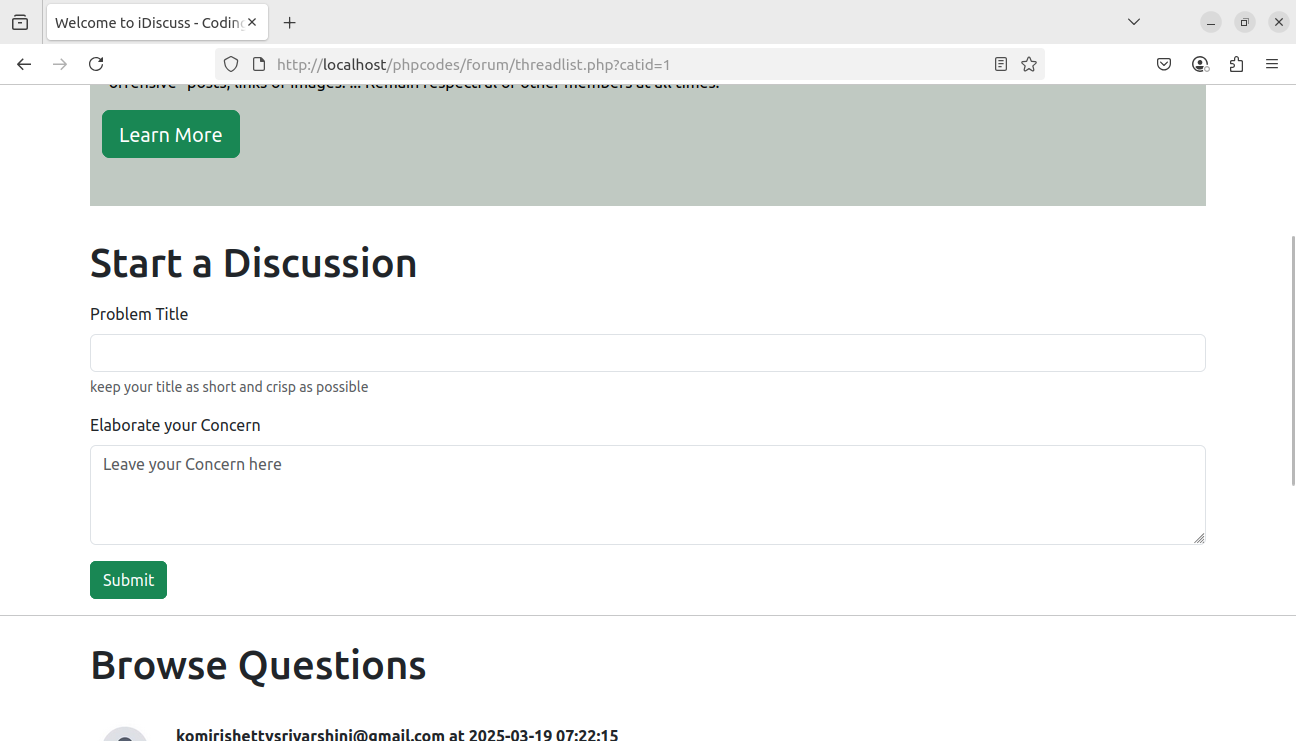 Welcome to iDiscuss - Coding
http://localhost/phpcodes/forum/threadlist.php?catid=1
offensive" posts, links or images. ... Remain respectful of other members at all times.
Learn More
Start a Discussion
Problem Title
keep your title as short and crisp as possible
Elaborate your Concern
Leave your Concern here
Submit
Browse Questions
komirishettysrivarshini@gmail.com at 2025-03-19 07:22:15